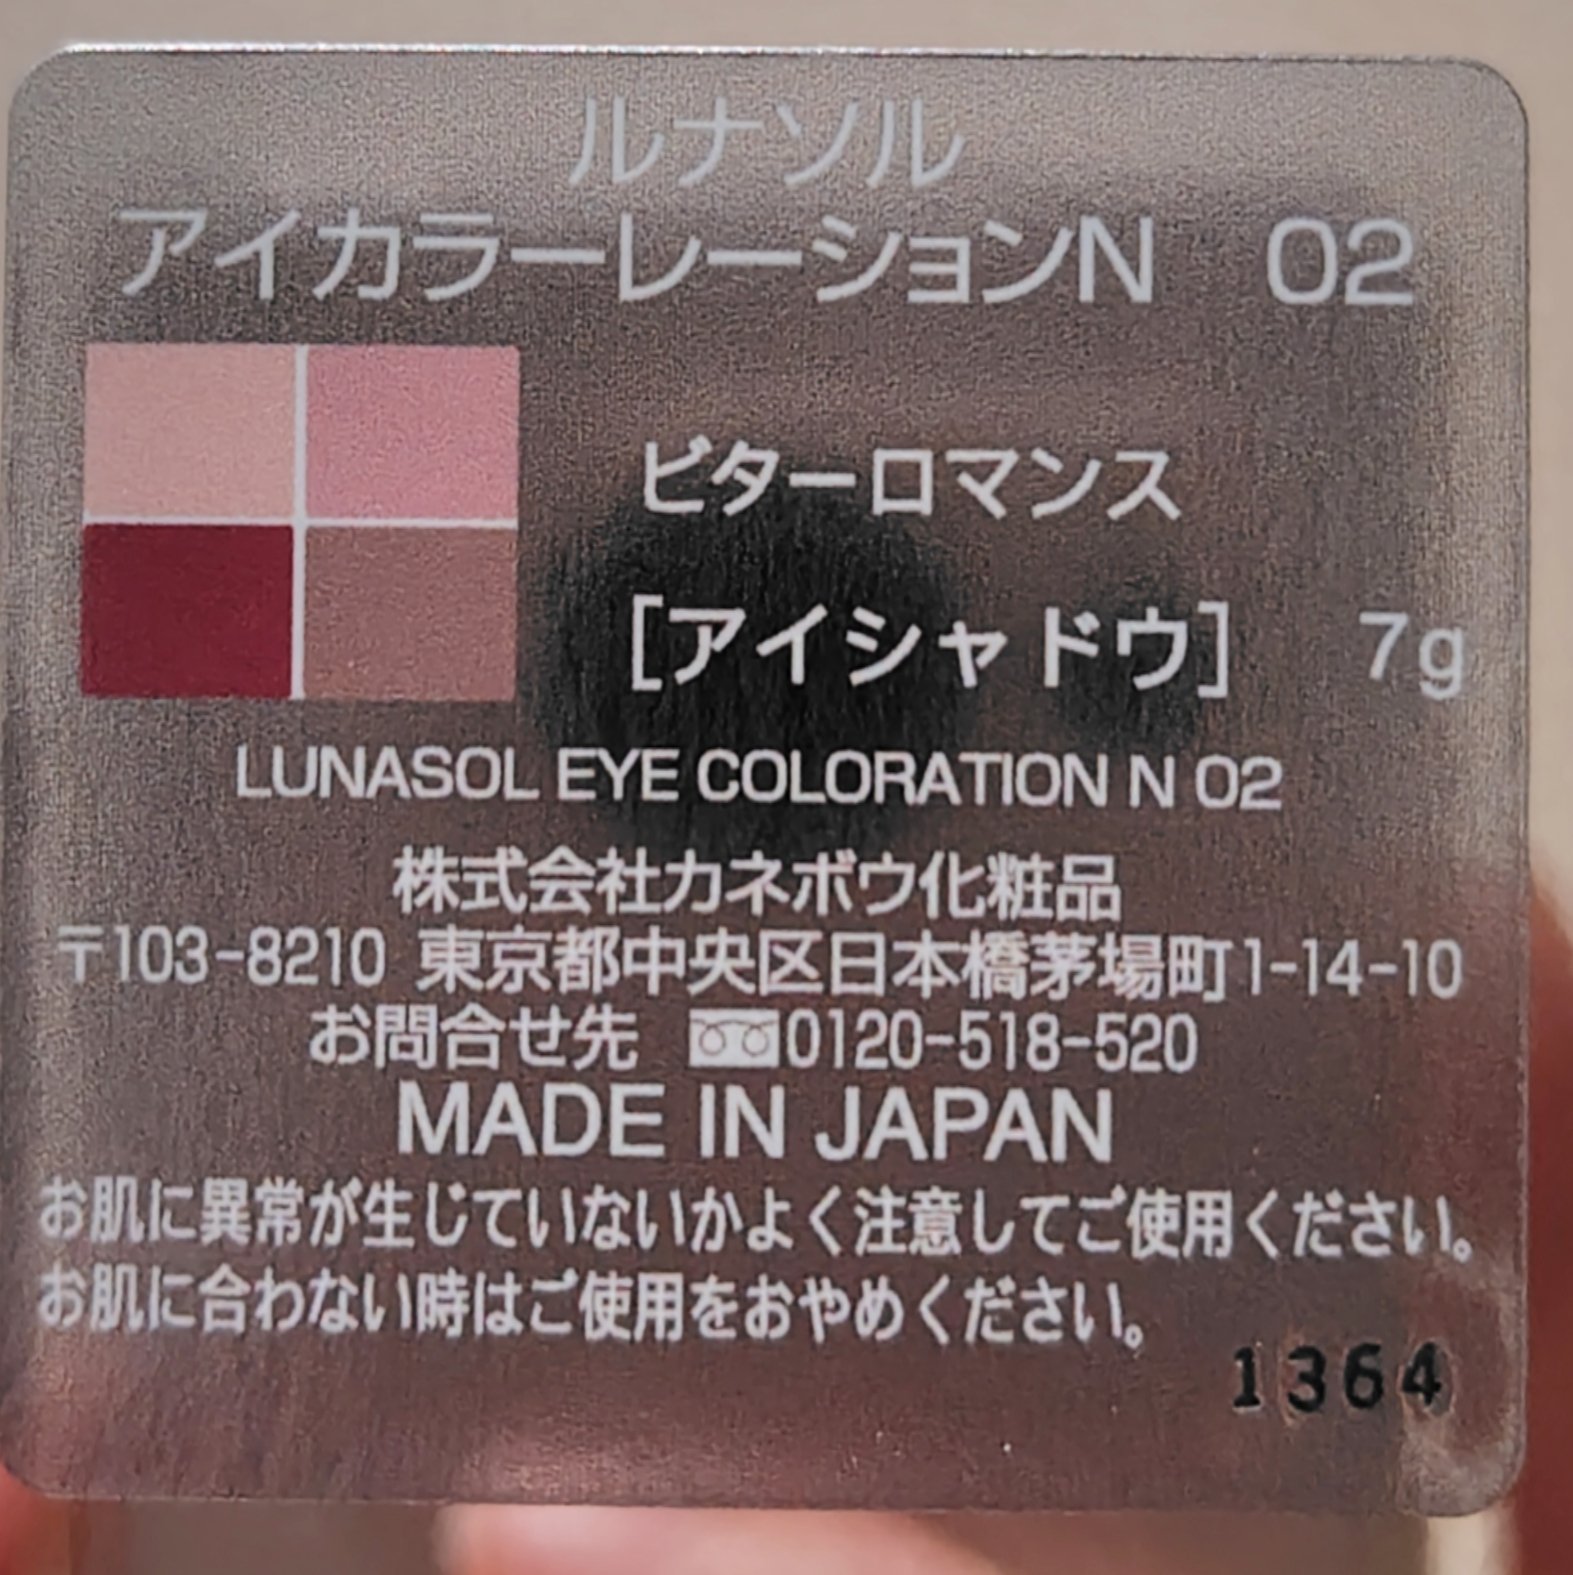 ルナソル
アイカラーレーションN 02
ビターロマンス
[アイシャドウ] 7g
LUNASOL EYE COLORATION N 02
株式会社カネボウ化粧品
〒103-8210 東京都中央区日本橋茅場町1-14-10
お問合せ先 0120-518-520
MADE IN JAPAN
お肌に異常が生じていないかよく注意してご使用ください。
お肌に合わない時はご使用をおやめください。
1364